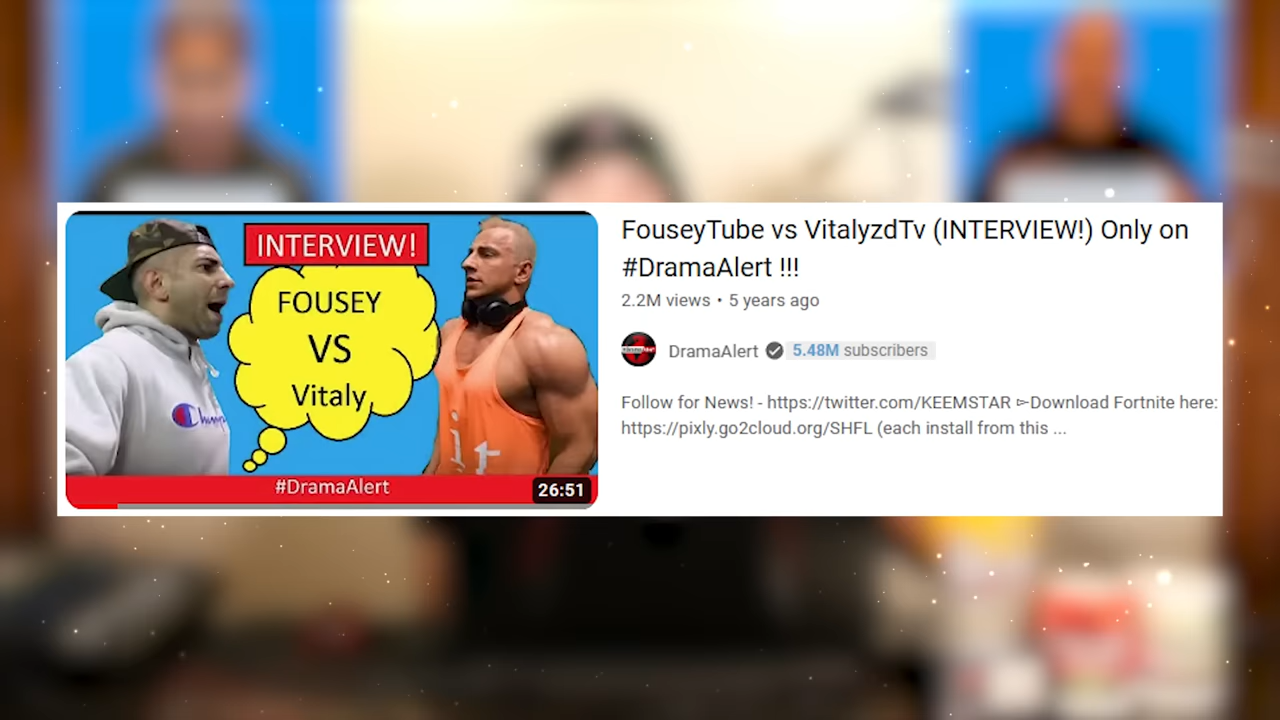 INTERVIEW!
FOUSEY
VS
Vitaly
#DramaAlert
26:51
FouseyTube vs VitalyzdTv (INTERVIEW!) Only on
#DramaAlert !!!
2.2M views • 5 years ago
DramaAlert 5.48M subscribers
Follow for News! - https://twitter.com/KEEMSTAR ➤Download Fortnite here:
https://pixly.go2cloud.org/SHFL (each install from this ...